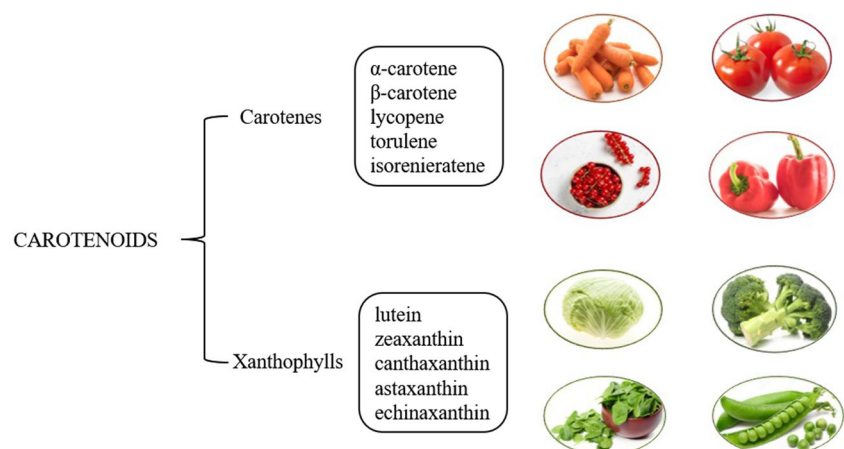 α-carotene
β-carotene
lycopene
torulene
isorenieratene
Carotenes
CAROTENOIDS
Xanthophylls
lutein
zeaxanthin
canthaxanthin
astaxanthin
echinaxanthin